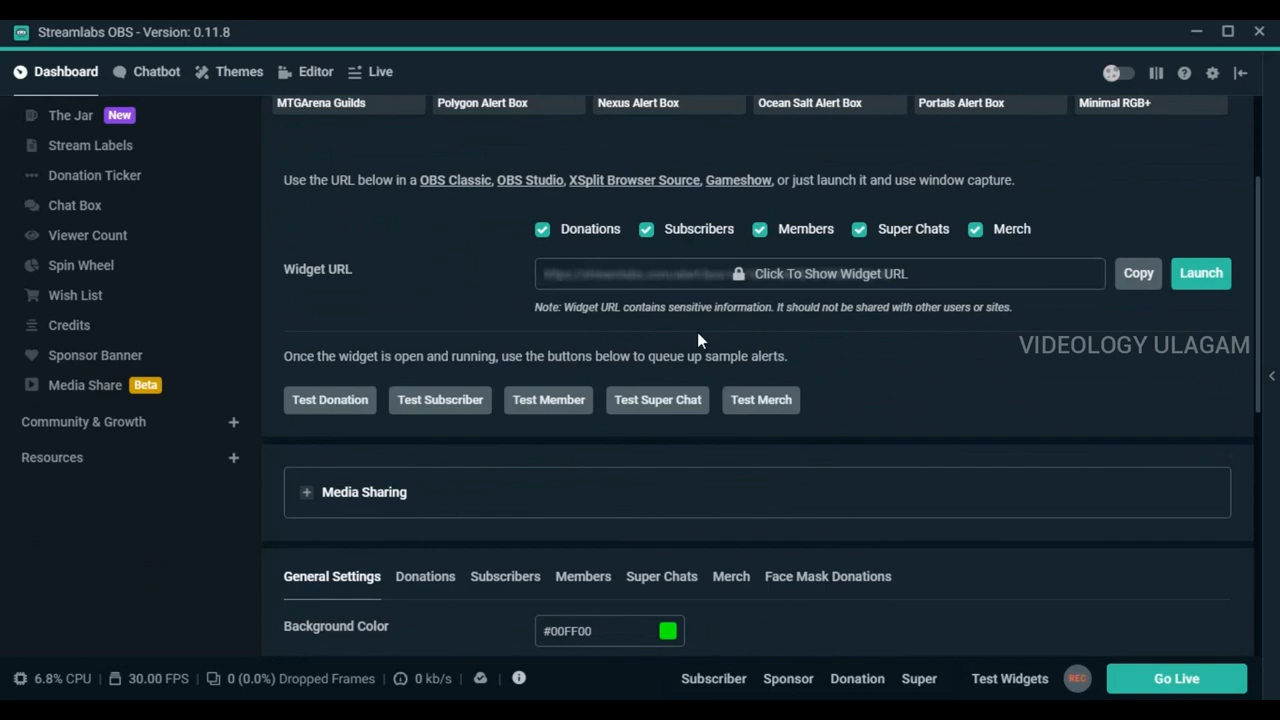 Streamlabs OBS - Version: 0.11.8
Dashboard Chatbot Themes Editor Live
The Jar New
Stream Labels
Donation Ticker
Chat Box
Viewer Count
Spin Wheel
Wish List
Credits
Sponsor Banner
Media Share Beta
Community & Growth +
Resources +
MTGArena Guilds Polygon Alert Box Nexus Alert Box Ocean Salt Alert Box Portals Alert Box Minimal RGB+
Use the URL below in a OBS Classic, OBS Studio, XSplit Browser Source, Gameshow, or just launch it and use window capture.
Donations Subscribers Members Super Chats Merch
Widget URL Click To Show Widget URL Copy Launch
Note: Widget URL contains sensitive information. It should not be shared with other users or sites.
VIDEOLOGY ULAGAM
Once the widget is open and running, use the buttons below to queue up sample alerts.
Test Donation Test Subscriber Test Member Test Super Chat Test Merch
+ Media Sharing
General Settings Donations Subscribers Members Super Chats Merch Face Mask Donations
Background Color #00FF00
6.8% CPU | 30.00 FPS | 0 (0.0%) Dropped Frames | 0 kb/s | Subscriber Sponsor Donation Super Test Widgets REC Go Live